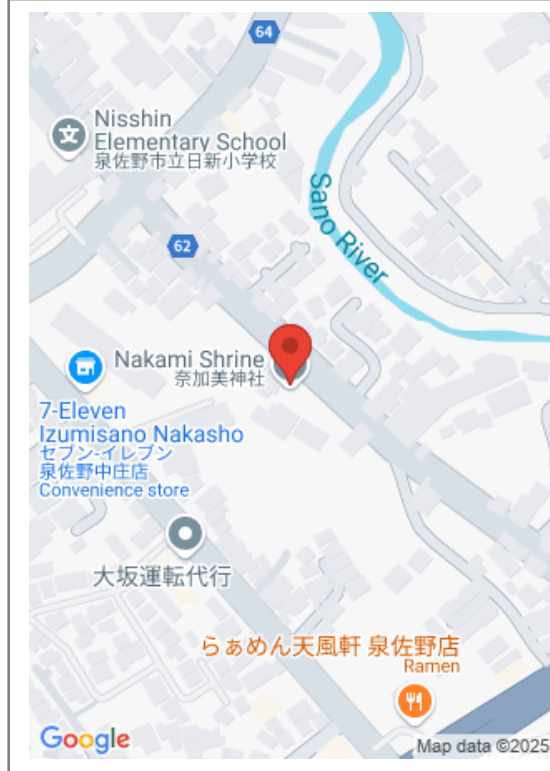 64
Nisshin
Elementary School
泉佐野市立日新小学校
Sano River
62
Nakami Shrine
奈加美神社
7-Eleven
Izumisano Nakasho
セブン-イレブン
泉佐野中庄店
Convenience store
大坂運転代行
らぁめん天風軒 泉佐野店
Ramen
Google
Map data ©2025